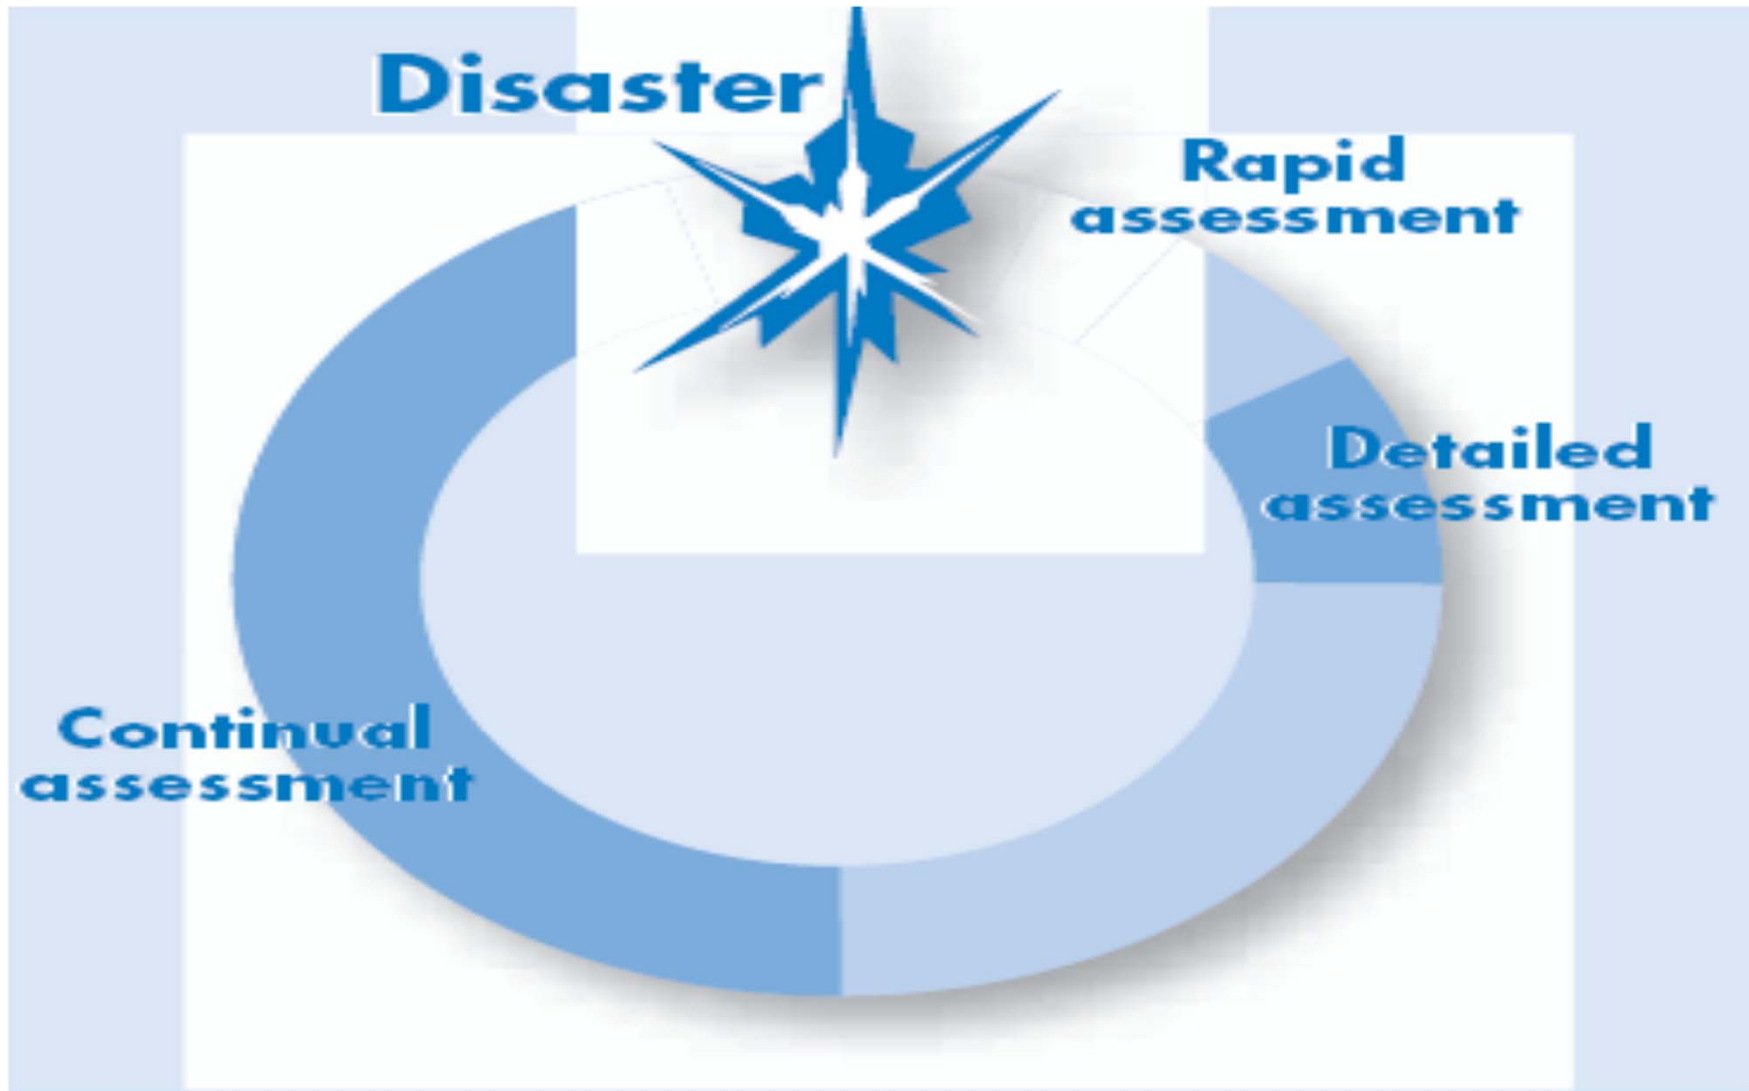 Disaster
Rapid
assessment
Detailed
assessment
Continual
assessment